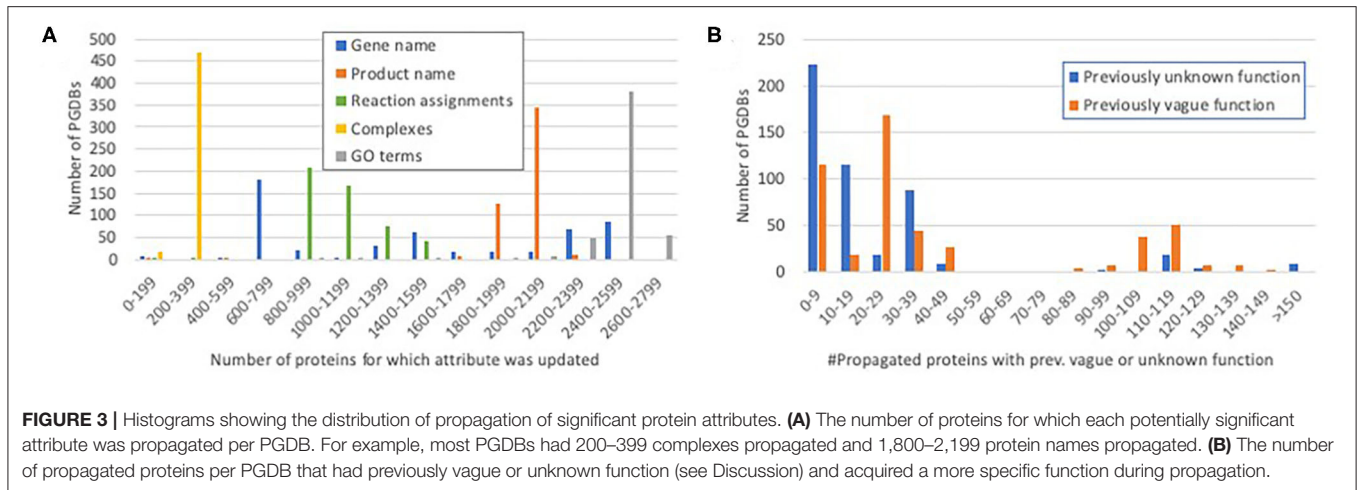 A
500
450
400
350
300
250
200
150
100
50
0
Number of PGDBs
Gene name
Product name
Reaction assignments
Complexes
GO terms
0-199
200-399
400-599
600-799
800-999
1000-1199
1200-1399
1400-1599
1600-1799
1800-1999
2000-2199
2200-2399
2400-2599
2600-2799
Number of proteins for which attribute was updated
B
250
200
150
100
50
0
Number of PGDBs
Previously unknown function
Previously vague function
0-9
10-19
20-29
30-39
40-49
50-59
60-69
70-79
80-89
90-99
100-109
110-119
120-129
130-139
140-149
>150
#Propagated proteins with prev. vague or unknown function
FIGURE 3 | Histograms showing the distribution of propagation of significant protein attributes. (A) The number of proteins for which each potentially significant
attribute was propagated per PGDB. For example, most PGDBs had 200–399 complexes propagated and 1,800–2,199 protein names propagated. (B) The number
of propagated proteins per PGDB that had previously vague or unknown function (see Discussion) and acquired a more specific function during propagation.